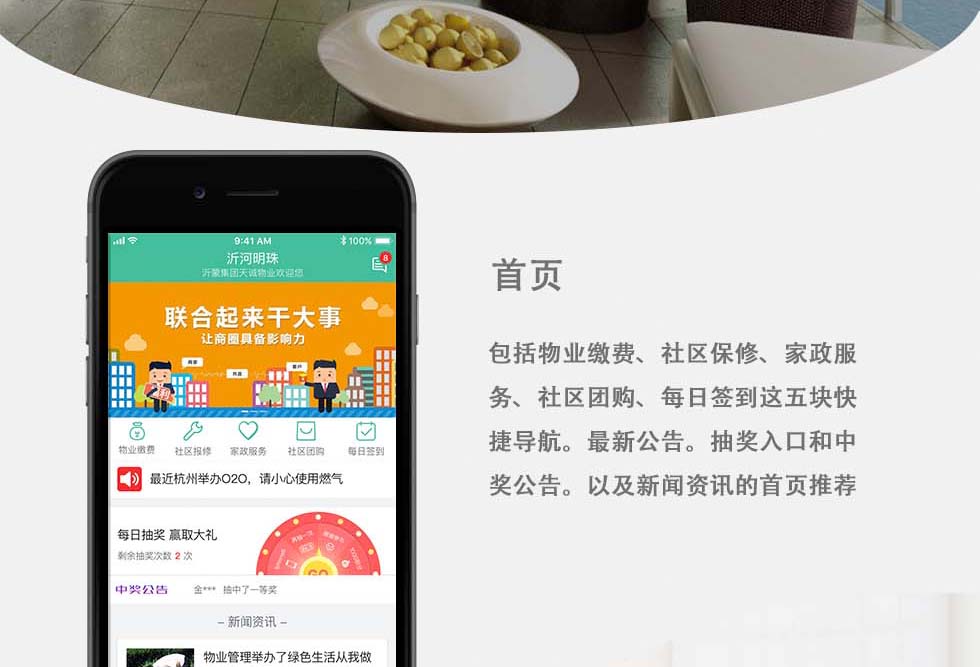 9:41 AM
100%
沂河明珠
8
沂蒙集团天诚物业欢迎您
联合起来干大事
让商圈具备影响力
物业缴费
社区报修
家政服务
社区团购
每日签到
最近杭州举办O2O，请小心使用燃气
每日抽奖 赢取大礼
剩余抽奖次数 2 次
GO
中奖公告
金*** 抽中了一等奖
– 新闻资讯 –
物业管理举办了绿色生活从我做
首页
包括物业缴费、社区保修、家政服
务、社区团购、每日签到这五块快
捷导航。最新公告。抽奖入口和中
奖公告。以及新闻资讯的首页推荐